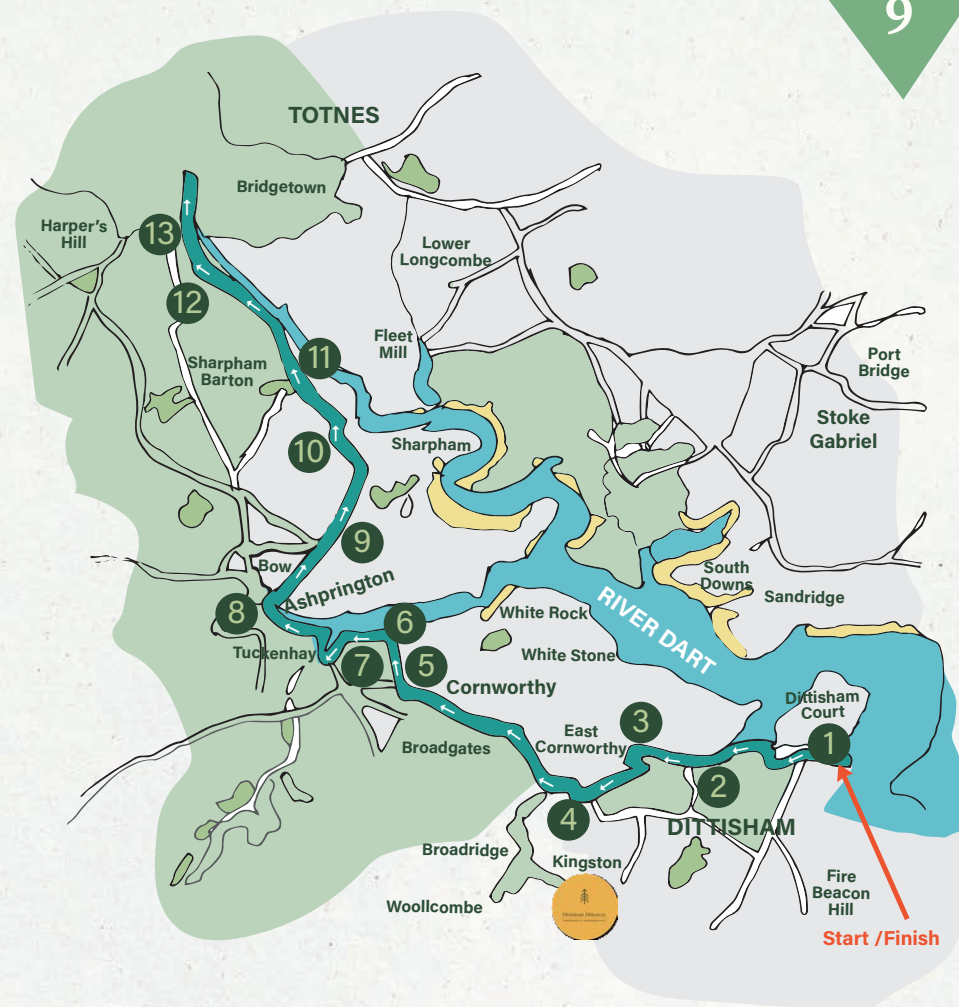 9
TOTNES
Bridgetown
Harper's
Hill
13
Lower
Longcombe
12
Fleet
Mill
11
Port
Bridge
Sharpham
Barton
Stoke
Gabriel
10
Sharpham
9
Bow
Ashprington
South
Downs
Sandridge
RIVER DART
8
6
White Rock
Tuckenhay
7
5
White Stone
Cornworthy
Dittisham
Court
3
East
Cornworthy
1
Broadgates
2
4
DITTISHAM
Broadridge
Kingston
Fire
Beacon
Hill
Woollcombe
Start /Finish